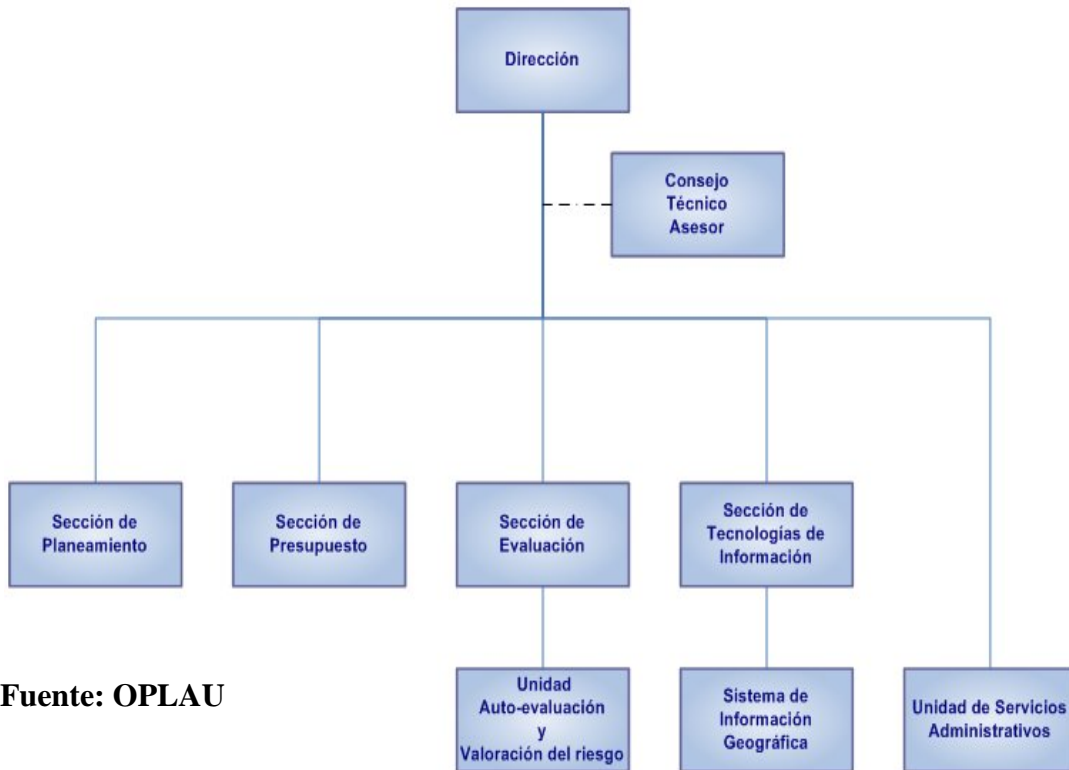 Dirección
Consejo
Técnico
Asesor
Sección de
Planeamiento
Sección de
Presupuesto
Sección de
Evaluación
Sección de
Tecnologías de
Información
Unidad
Auto-evaluación
y
Valoración del riesgo
Sistema de
Información
Geográfica
Unidad de Servicios
Administrativos
Fuente: OPLAU